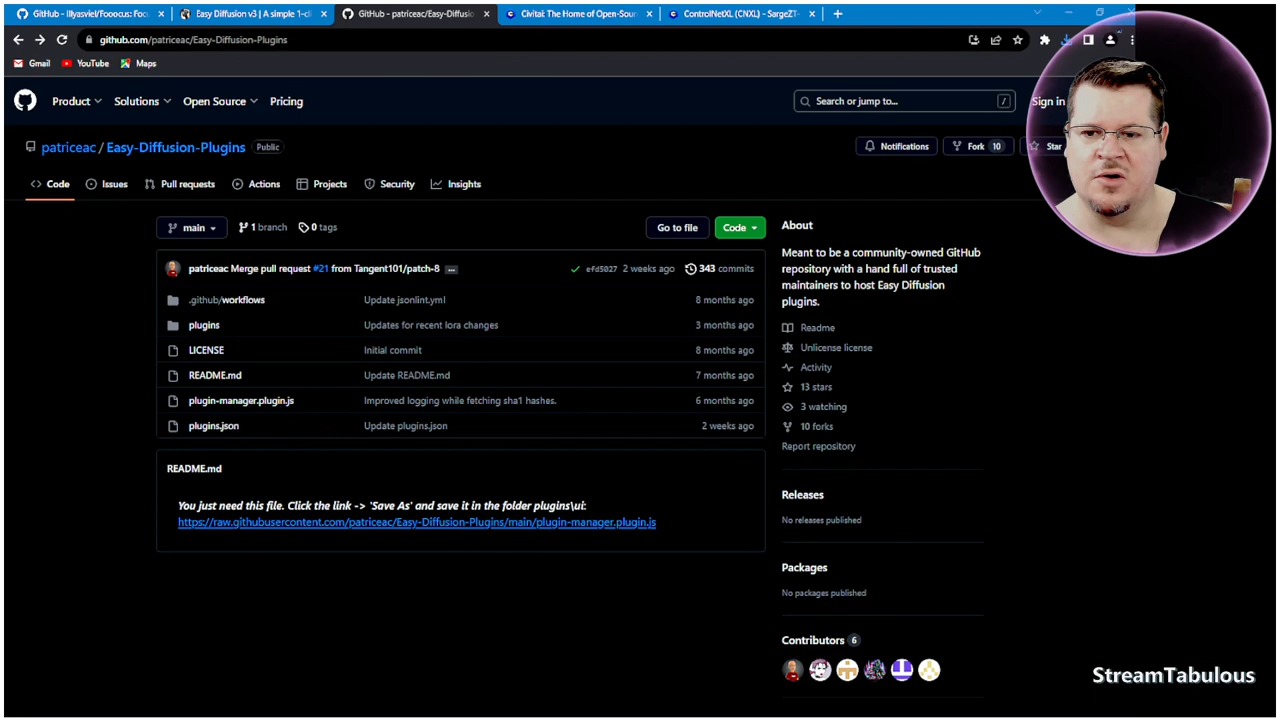 GitHub - lllyasviel/Fooocus: Foc
Easy Diffusion v3 | A simple 1-cli
GitHub - patriceac/Easy-Diffusio
Civitai: The Home of Open-Sour
ControlNetXL (CNXL) - SargeZT-
github.com/patriceac/Easy-Diffusion-Plugins
Gmail
YouTube
Maps
Product
Solutions
Open Source
Pricing
Search or jump to...
/
Sign in
patriceac / Easy-Diffusion-Plugins
Public
Notifications
Fork 10
Star
Code
Issues
Pull requests
Actions
Projects
Security
Insights
main
1 branch
0 tags
Go to file
Code
About
Meant to be a community-owned GitHub
repository with a hand full of trusted
maintainers to host Easy Diffusion
plugins.
patriceac Merge pull request #21 from Tangent101/patch-8 ...
efd5027 2 weeks ago
343 commits
.github/workflows
Update jsonlint.yml
8 months ago
plugins
Updates for recent lora changes
3 months ago
LICENSE
Initial commit
8 months ago
README.md
Update README.md
7 months ago
plugin-manager.plugin.js
Improved logging while fetching sha1 hashes.
6 months ago
plugins.json
Update plugins.json
2 weeks ago
Readme
Unlicense license
Activity
13 stars
3 watching
10 forks
Report repository
README.md
You just need this file. Click the link -> 'Save As' and save it in the folder plugins\ui:
https://raw.githubusercontent.com/patriceac/Easy-Diffusion-Plugins/main/plugin-manager.plugin.js
Releases
No releases published
Packages
No packages published
Contributors 6
StreamTabulous